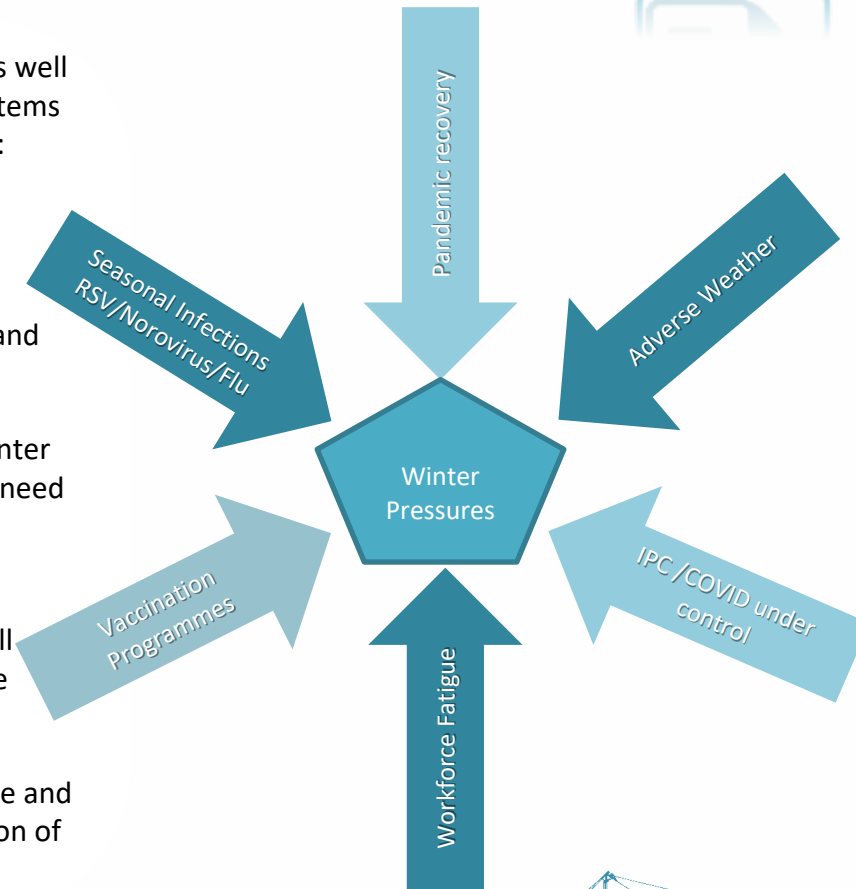 s well
tems
:
and
nter
need
ll
e
e and
on of
Pandemic recovery
Seasonal Infections
RSV/Norovirus/Flu
Adverse Weather
Winter
Pressures
Vaccination
Programmes
IPC /COVID under
control
Workforce Fatigue